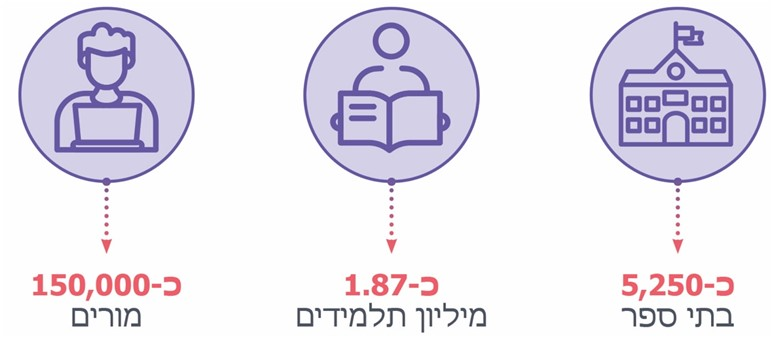 כ-5,250
בתי ספר
כ-1.87
מיליון תלמידים
כ-150,000
מורים